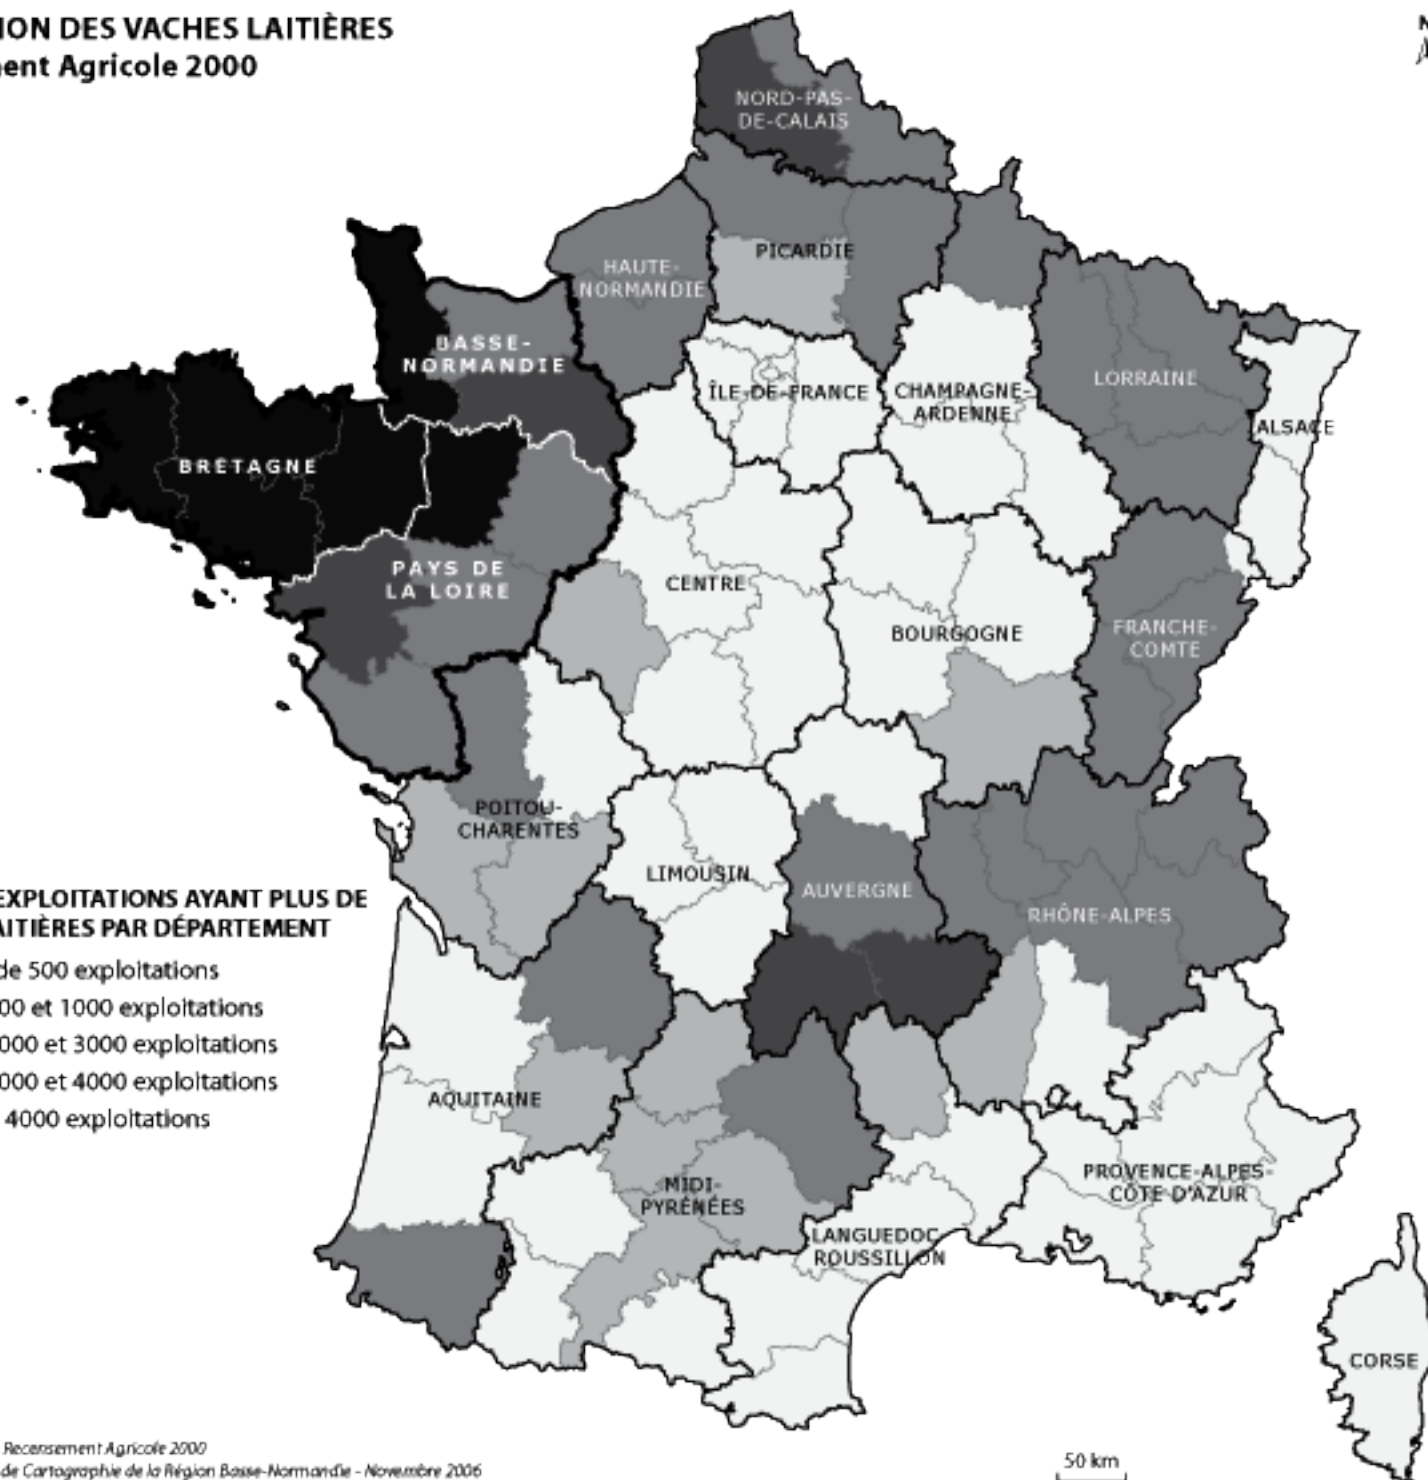 ION DES VACHES LAITIÈRES
ent Agricole 2000
N
NORD-PAS-
DE-CALAIS
PICARDIE
HAUTE-
NORMANDIE
BASSE-
NORMANDIE
ÎLE-DE-FRANCE
CHAMPAGNE-
ARDENNE
LORRAINE
ALSACE
BRETAGNE
PAYS DE
LA LOIRE
CENTRE
BOURGOGNE
FRANCHE-
COMTE
POITOU-
CHARENTES
LIMOUSIN
AUVERGNE
RHÔNE-ALPES
EXPLOITATIONS AYANT PLUS DE
AITIÈRES PAR DÉPARTEMENT
de 500 exploitations
00 et 1000 exploitations
000 et 3000 exploitations
000 et 4000 exploitations
4000 exploitations
AQUITAINE
MIDI-
PYRÉNÉES
LANGUEDOC
ROUSSILLON
PROVENCE-ALPES-
CÔTE D'AZUR
CORSE
Recensement Agricole 2000
de Cartographie de la Région Basse-Normandie - Novembre 2006
50 km